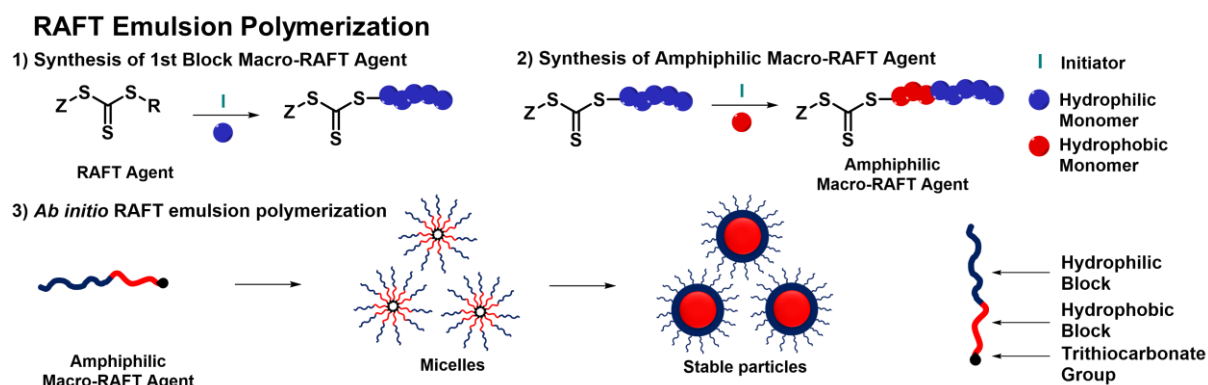 RAFT Emulsion Polymerization
1) Synthesis of 1st Block Macro-RAFT Agent
Z
S
S
R
S
RAFT Agent
I
Z
S
S
S
2) Synthesis of Amphiphilic Macro-RAFT Agent
Z
S
S
S
I
Z
S
S
S
Amphiphilic
Macro-RAFT Agent
I
Initiator
Hydrophilic
Monomer
Hydrophobic
Monomer
3) Ab initio RAFT emulsion polymerization
Amphiphilic
Macro-RAFT Agent
Micelles
Stable particles
Hydrophilic
Block
Hydrophobic
Block
Trithiocarbonate
Group